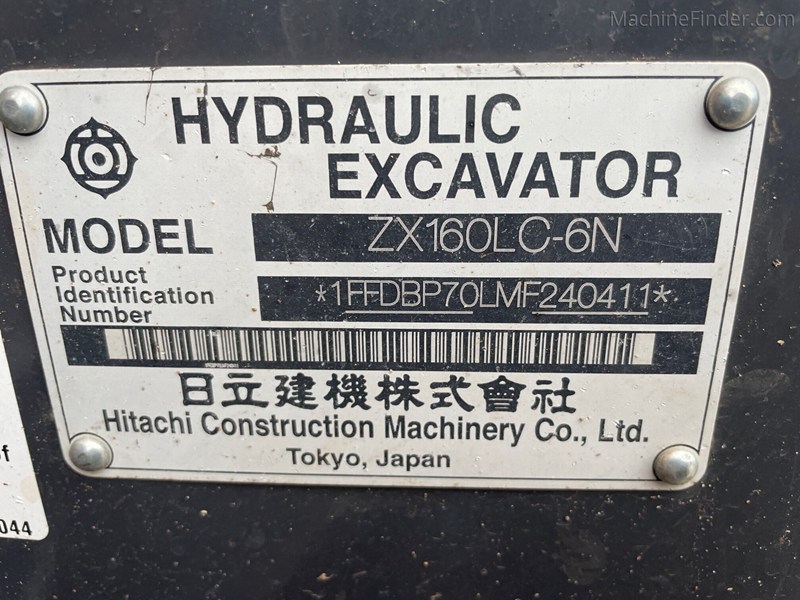 MachineFinder.com
HYDRAULIC
EXCAVATOR
MODEL ZX160LC-6N
Product
Identification
Number
*1FFDBP70LMF240411*
日立建機株式會社
Hitachi Construction Machinery Co., Ltd.
Tokyo, Japan
of
044